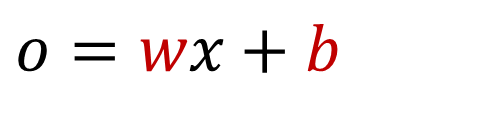 o = wx + b